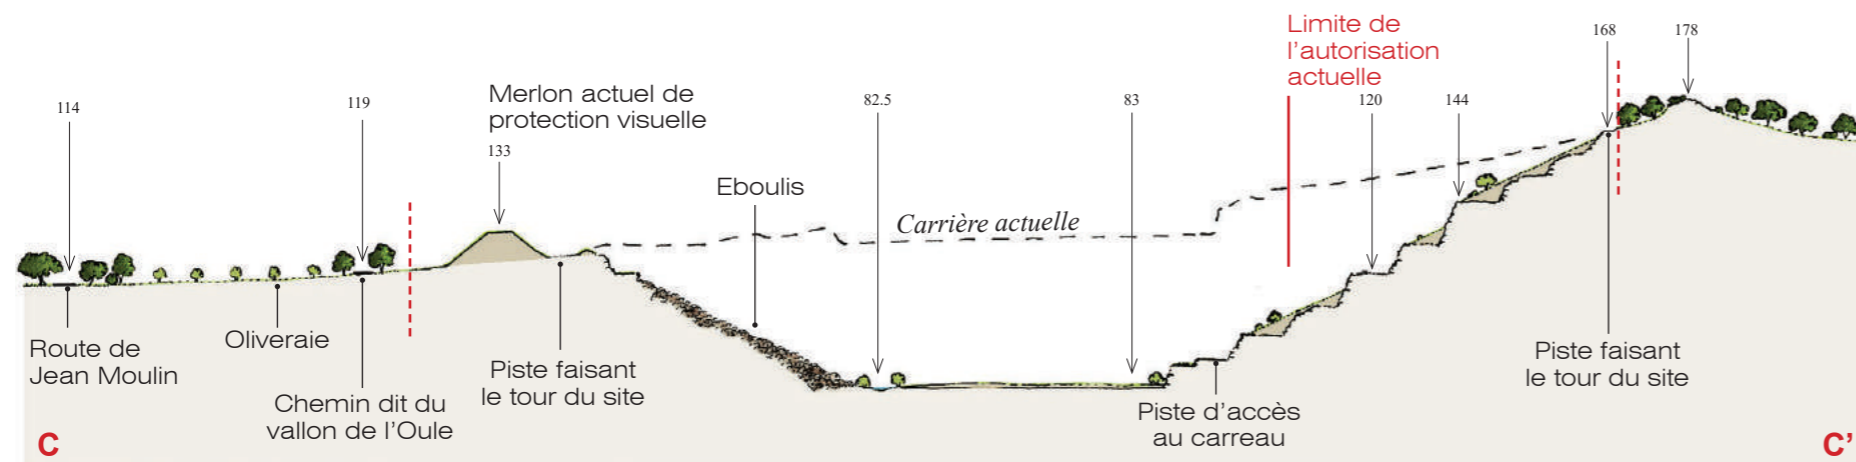 Limite de
l'autorisation
actuelle
168
178
114
119
Merlon actuel de
protection visuelle
133
82.5
83
120
144
Eboulis
Carrière actuelle
Route de
Jean Moulin
Oliveraie
Chemin dit du
vallon de l'Oule
Piste faisant
le tour du site
Piste d'accès
au carreau
Piste faisant
le tour du site
C
C'